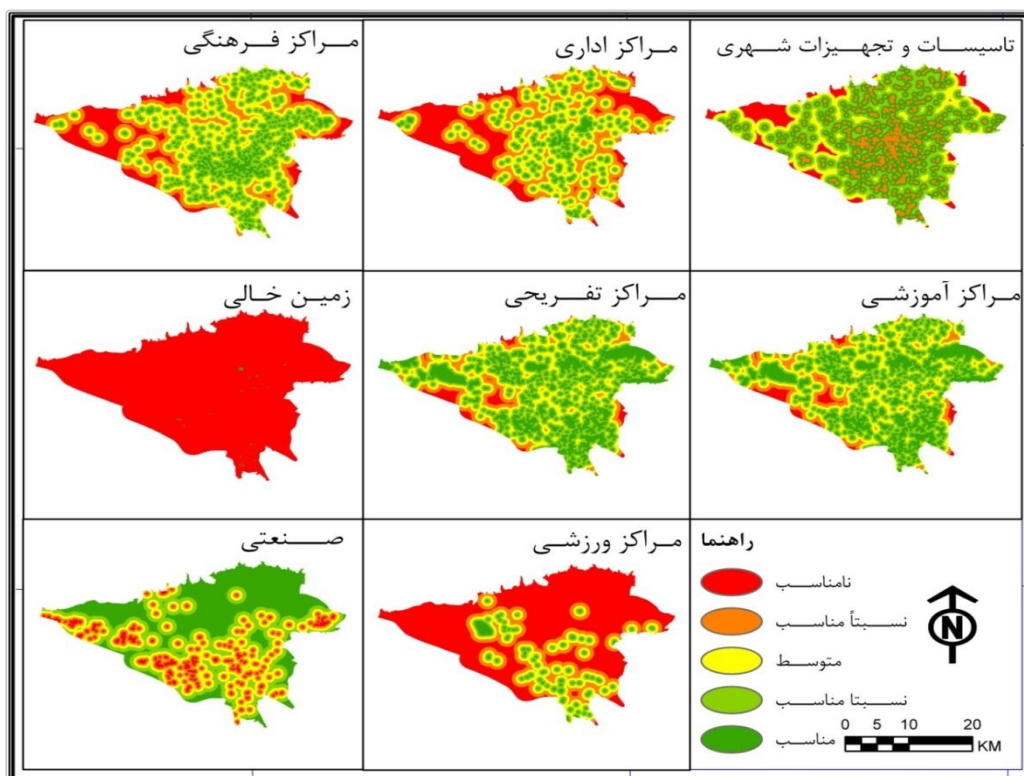 تاسیسات و تجهیزات شهری
مراکز اداری
مراکز فرهنگی
مراکز آموزشی
مراکز تفریحی
زمین خالی
راهنما
نامناسب
نسبتاً مناسب
متوسط
نسبتا مناسب
مناسب
N
0 5 10 20
KM
مراکز ورزشی
صنعتی